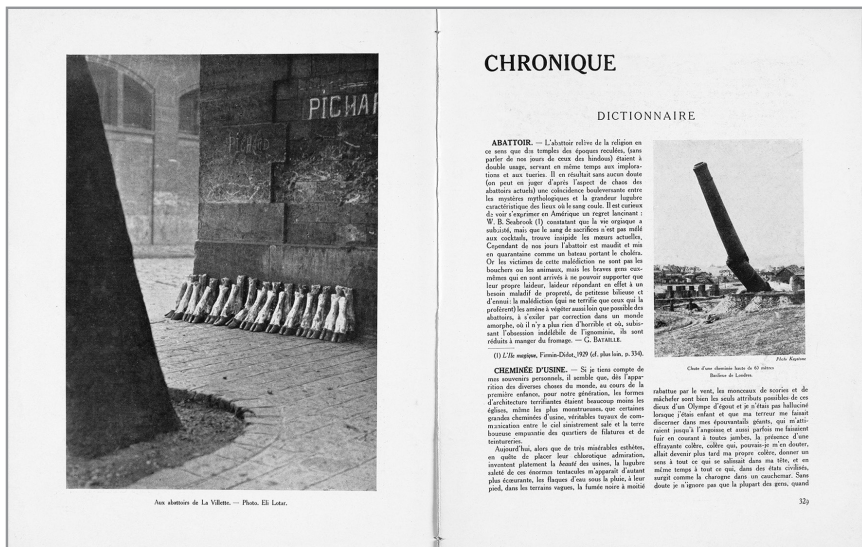 PICHAR
PICHARD
Aux abattoirs de La Villette. — Photo. Eli Lotar.
CHRONIQUE
DICTIONNAIRE
ABATTOIR. — L'abattoir relève de la religion en
ce sens que des temples des époques reculées, (sans
parler de nos jours de ceux des hindous) étaient à
double usage, servant en même temps aux implora-
tions et aux tueries. Il en résultait sans aucun doute
(on peut en juger d'après l'aspect de chaos des
abattoirs actuels) une coïncidence bouleversante entre
les mystères mythologiques et la grandeur lugubre
caractéristique des lieux où le sang coule. Il est curieux
de voir s'exprimer en Amérique un regret lancinant :
W. B. Seabrook (1) constatant que la vie orgiaque a
subsisté, mais que le sang de sacrifices n'est pas mêlé
aux cocktails, trouve insipide les mœurs actuelles.
Cependant de nos jours l'abattoir est maudit et mis
en quarantaine comme un bateau portant le choléra.
Or les victimes de cette malédiction ne sont pas les
bouchers ou les animaux, mais les braves gens eux-
mêmes qui en sont arrivés à ne pouvoir supporter que
leur propre laideur, laideur répondant en effet à un
besoin maladif de propreté, de petitesse bilieuse et
d'ennui : la malédiction (qui ne terrifie que ceux qui la
profèrent) les amène à végéter aussi loin que possible des
abattoirs, à s'exiler par correction dans un monde
amorphe, où il n'y a plus rien d'horrible et où, subis-
sant l'obsession indélébile de l'ignominie, ils sont
réduits à manger du fromage. — G. BATAILLE.
(1) L'Ile magique, Firmin-Didot, 1929 (cf. plus loin, p. 334).
CHEMINÉE D'USINE. — Si je tiens compte de
mes souvenirs personnels, il semble que, dès l'appa-
rition des diverses choses du monde, au cours de la
première enfance, pour notre génération, les formes
d'architecture terrifiantes étaient beaucoup moins les
églises, même les plus monstrueuses, que certaines
grandes cheminées d'usine, véritables tuyaux de com-
munication entre le ciel sinistrement sale et la terre
boueuse empuantie des quartiers de filatures et de
teintureries.
Aujourd'hui, alors que de très misérables esthètes,
en quête de placer leur chlorotique admiration,
inventent platement la beauté des usines, la lugubre
saleté de ces énormes tentacules m'apparaît d'autant
plus écœurante, les flaques d'eau sous la pluie, à leur
pied, dans les terrains vagues, la fumée noire à moitié
Photo Keystone
Chute d'une cheminée haute de 60 mètres
Banlieue de Londres.
rabattue par le vent, les monceaux de scories et de
mâchefer sont bien les seuls attributs possibles de ces
dieux d'un Olympe d'égout et je n'étais pas halluciné
lorsque j'étais enfant et que ma terreur me faisait
discerner dans mes épouvantails géants, qui m'atti-
raient jusqu'à l'angoisse et aussi parfois me faisaient
fuir en courant à toutes jambes, la présence d'une
effrayante colère, colère qui, pouvais-je m'en douter,
allait devenir plus tard ma propre colère, donner un
sens à tout ce qui se salissait dans ma tête, et en
même temps à tout ce qui, dans des états civilisés,
surgit comme la charogne dans un cauchemar. Sans
doute je n'ignore pas que la plupart des gens, quand
329